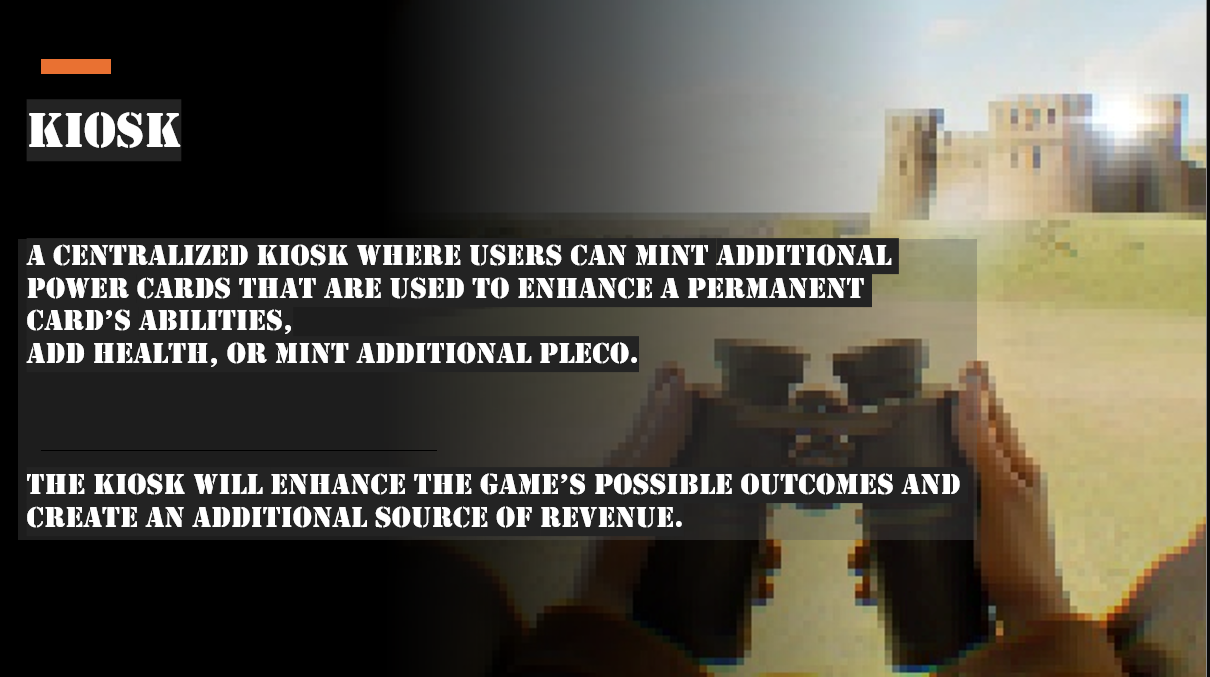 KIOSK
A CENTRALIZED KIOSK WHERE USERS CAN MINT ADDITIONAL
POWER CARDS THAT ARE USED TO ENHANCE A PERMANENT
CARD’S ABILITIES,
ADD HEALTH, OR MINT ADDITIONAL PLECO.
THE KIOSK WILL ENHANCE THE GAME’S POSSIBLE OUTCOMES AND
CREATE AN ADDITIONAL SOURCE OF REVENUE.